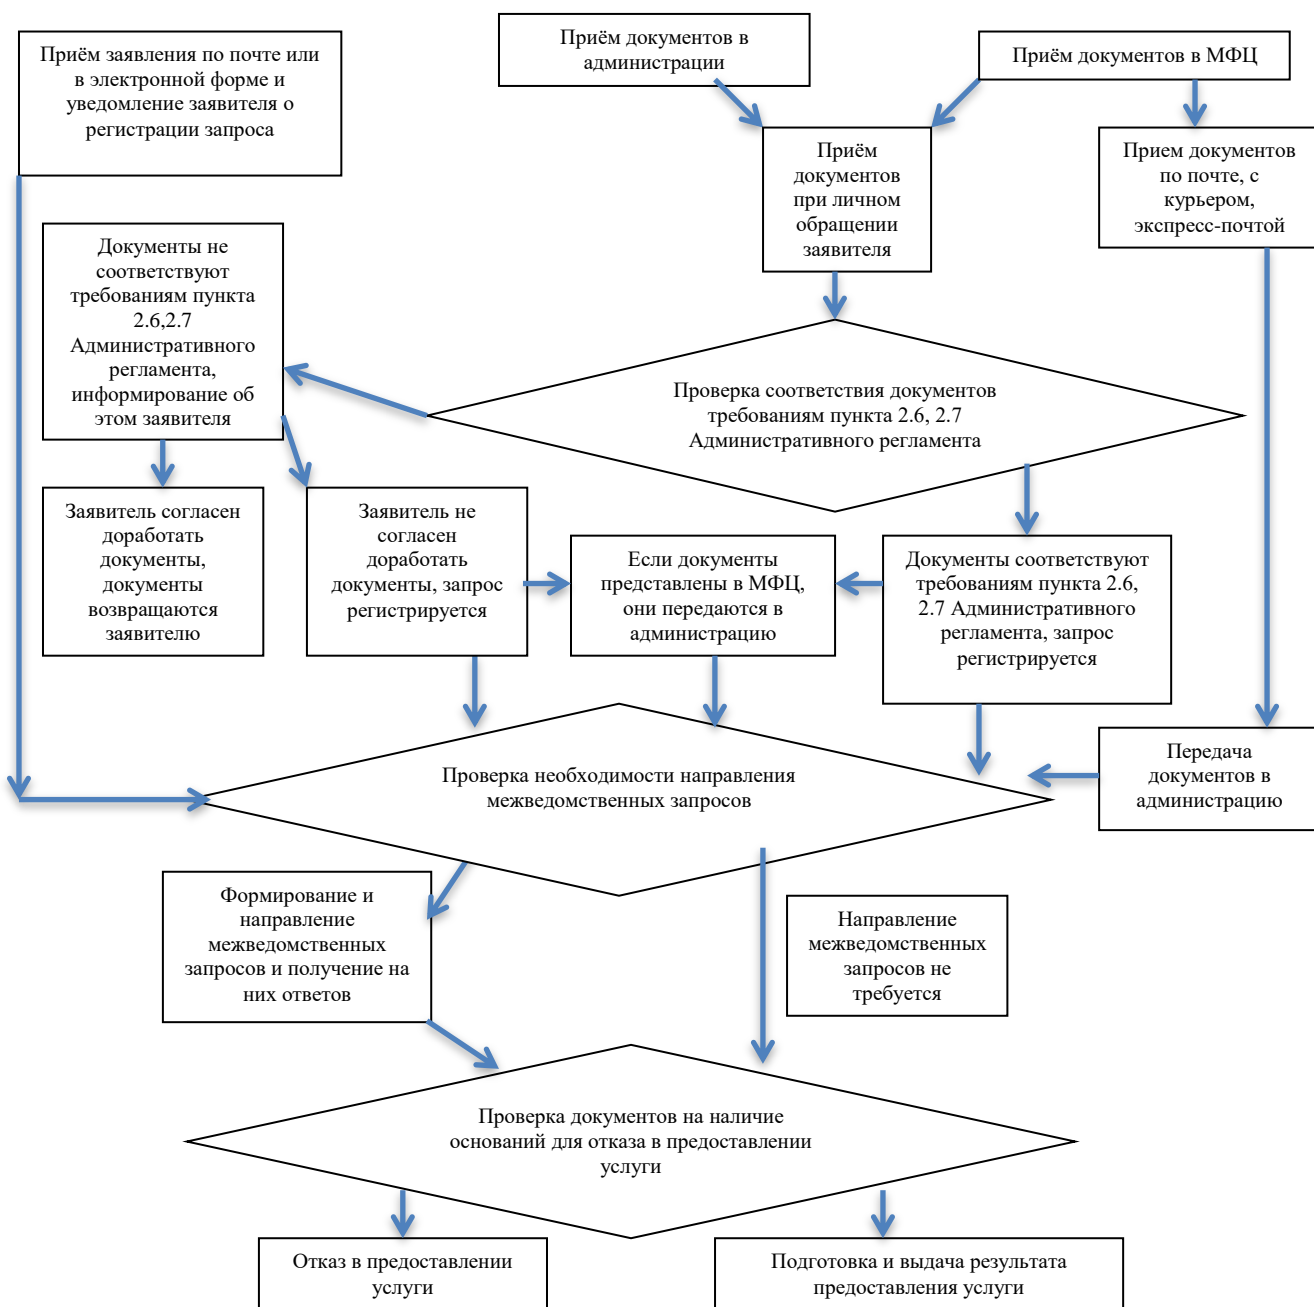 Приём заявления по почте или
в электронной форме и
уведомление заявителя о
регистрации запроса
Приём документов в
администрации
Приём документов в МФЦ
Приём
документов
при личном
обращении
заявителя
Прием документов
по почте, с
курьером,
экспресс-почтой
Документы не
соответствуют
требованиям пункта
2.6,2.7
Административного
регламента,
информирование об
этом заявителя
Проверка соответствия документов
требованиям пункта 2.6, 2.7
Административного регламента
Заявитель согласен
доработать
документы,
документы
возвращаются
заявителю
Заявитель не
согласен
доработать
документы, запрос
регистрируется
Если документы
представлены в МФЦ,
они передаются в
администрацию
Документы соответствуют
требованиям пункта 2.6,
2.7 Административного
регламента, запрос
регистрируется
Передача
документов в
администрацию
Проверка необходимости направления
межведомственных запросов
Формирование и
направление
межведомственных
запросов и получение на
них ответов
Направление
межведомственных
запросов не
требуется
Проверка документов на наличие
оснований для отказа в предоставлении
услуги
Отказ в предоставлении
услуги
Подготовка и выдача результата
предоставления услуги